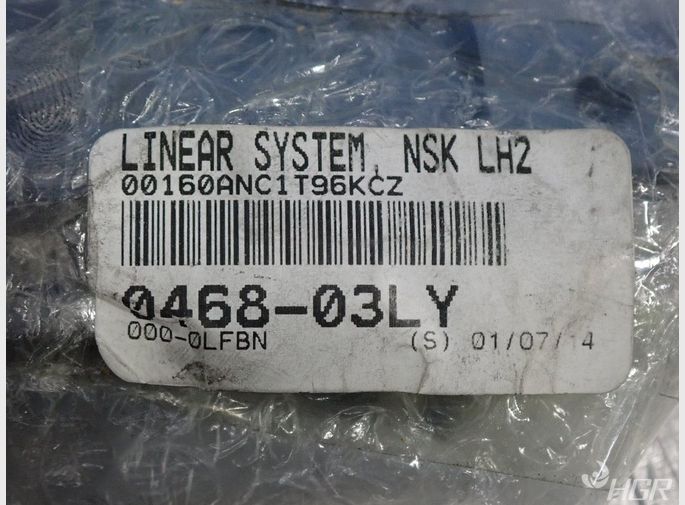 LINEAR SYSTEM, NSK LH2
00160ANC1T96KCZ
0468-03LY
000-0LFBN (S) 01/07/14
HGR